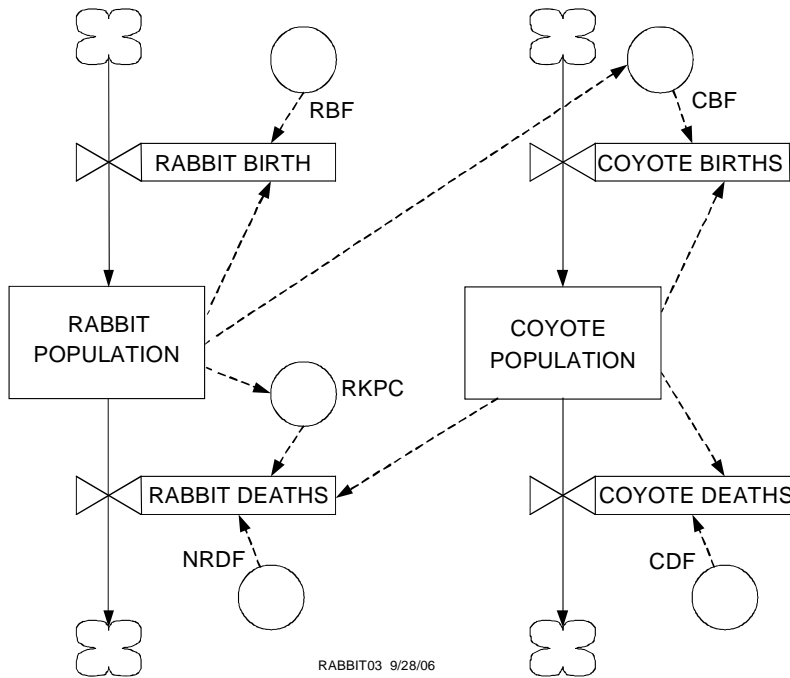 RBF
CBF
RABBIT BIRTH
COYOTE BIRTHS
RABBIT
POPULATION
COYOTE
POPULATION
RKPC
RABBIT DEATHS
COYOTE DEATHS
NRDF
CDF
RABBIT03 9/28/06